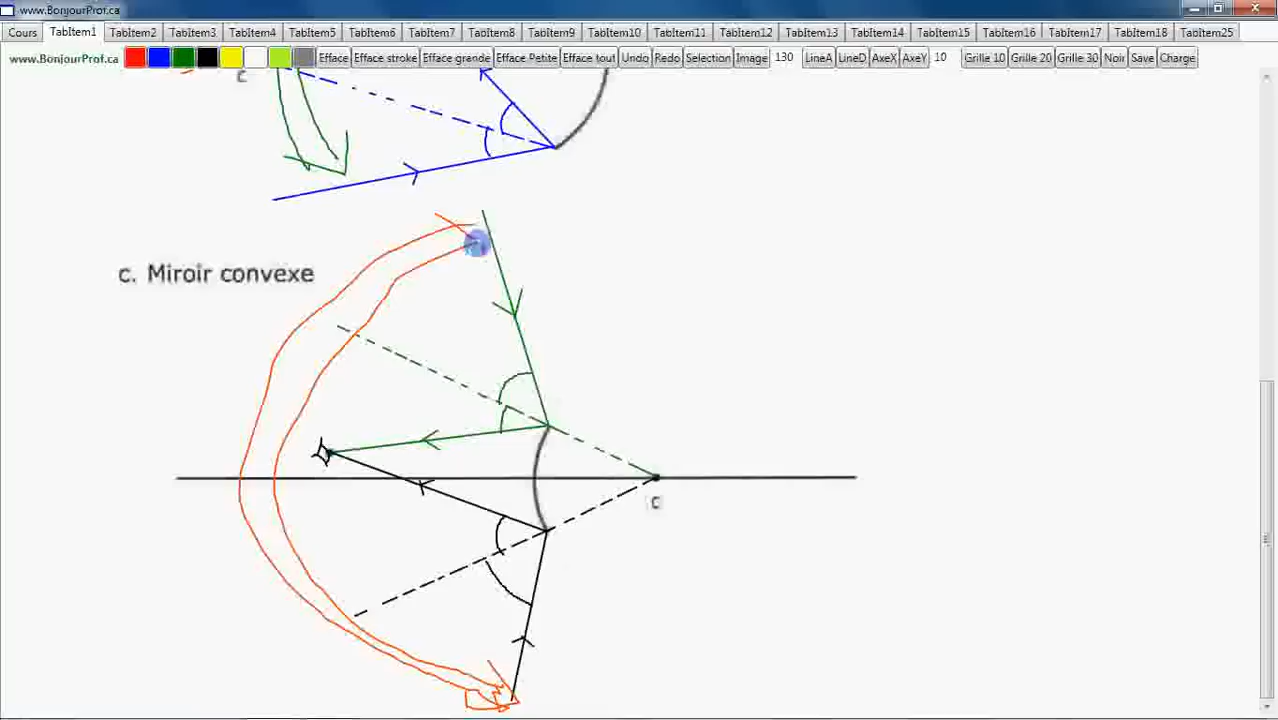 www.BonjourProf.ca
Cours TabItem1 TabItem2 TabItem3 TabItem4 TabItem5 TabItem6 TabItem7 TabItem8 TabItem9 TabItem10 TabItem11 TabItem12 TabItem13 TabItem14 TabItem15 TabItem16 TabItem17 TabItem18 TabItem25
www.BonjourProf.ca Efface Efface stroke Efface grande Efface Petite Efface tout Undo Redo Selection Image 130 LineA LineD AxeX AxeY 10 Grille 10 Grille 20 Grille 30 Noir Save Charge
c
c. Miroir convexe
c